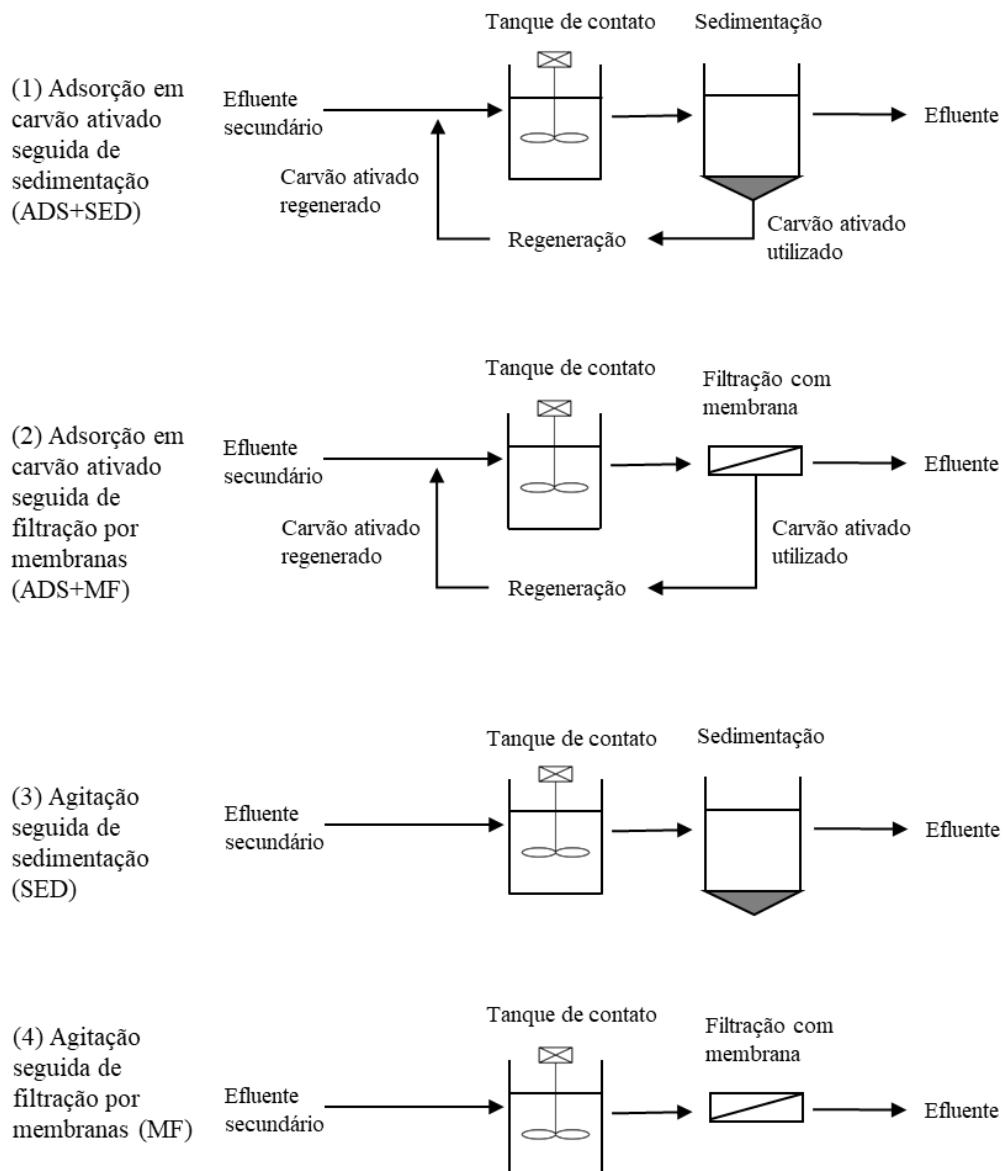 (1) Adsorção em
carvão ativado
seguida de
sedimentação
(ADS+SED)
Tanque de contato
Sedimentação
Efluente
secundário
Efluente
Carvão ativado
regenerado
Regeneração
Carvão ativado
utilizado
(2) Adsorção em
carvão ativado
seguida de
filtração por
membranas
(ADS+MF)
Tanque de contato
Filtração com
membrana
Efluente
secundário
Efluente
Carvão ativado
regenerado
Regeneração
Carvão ativado
utilizado
(3) Agitação
seguida de
sedimentação
(SED)
Tanque de contato
Sedimentação
Efluente
secundário
Efluente
(4) Agitação
seguida de
filtração por
membranas (MF)
Tanque de contato
Filtração com
membrana
Efluente
secundário
Efluente